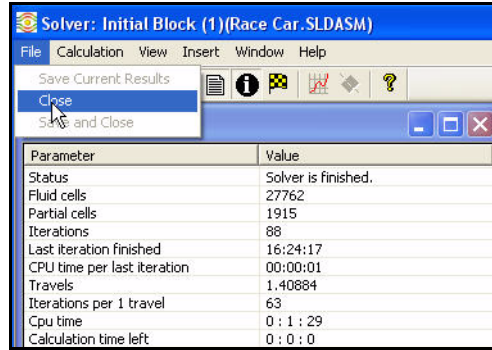 Solver: Initial Block (1)(Race Car.SLDASM)
File Calculation View Insert Window Help
Save Current Results
Close
Save and Close
Parameter Value
Status Solver is finished.
Fluid cells 27762
Partial cells 1915
Iterations 88
Last iteration finished 16:24:17
CPU time per last iteration 00:00:01
Travels 1.40884
Iterations per 1 travel 63
Cpu time 0 : 1 : 29
Calculation time left 0 : 0 : 0